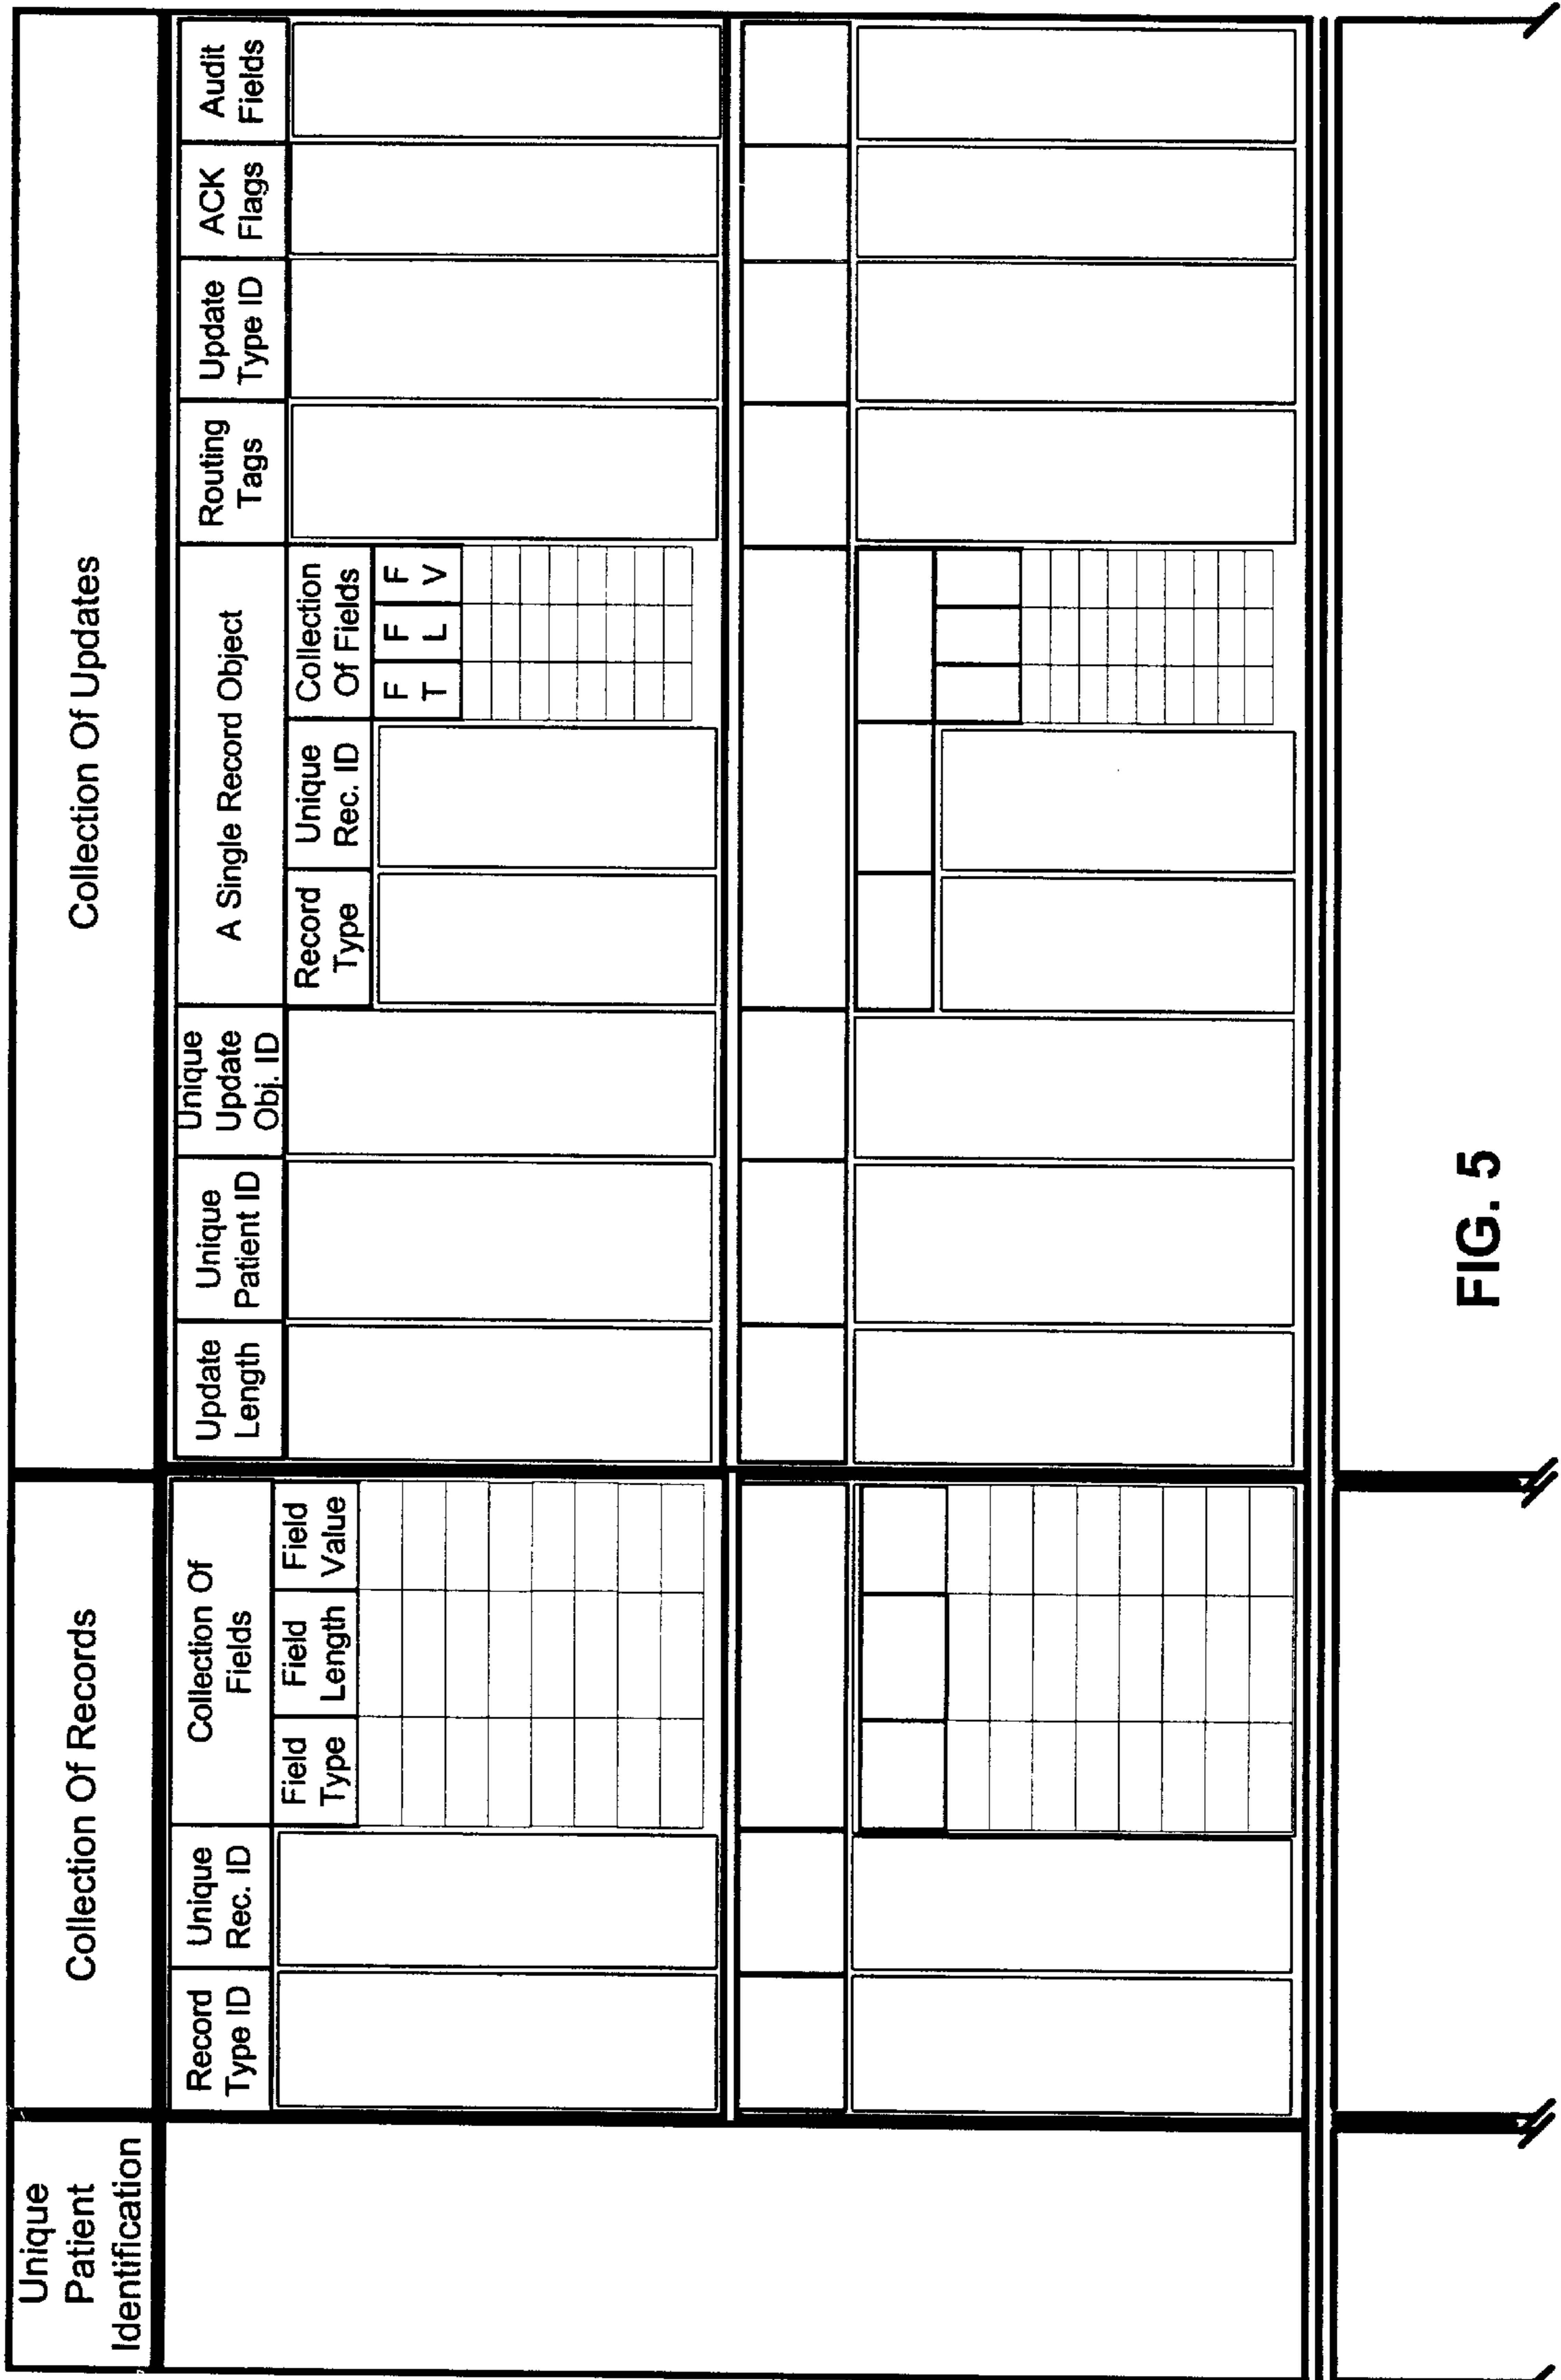 Unique
Patient
Identification
Collection Of Records
Collection Of Updates
Record
Type ID
Unique
Rec. ID
Collection Of
Fields
Field
Type
Field
Length
Field
Value
Update
Length
Unique
Patient ID
Unique
Update
Obj. ID
A Single Record Object
Record
Type
Unique
Rec. ID
Collection
Of Fields
F
T
F
L
F
V
Routing
Tags
Update
Type ID
ACK
Flags
Audit
Fields
FIG. 5